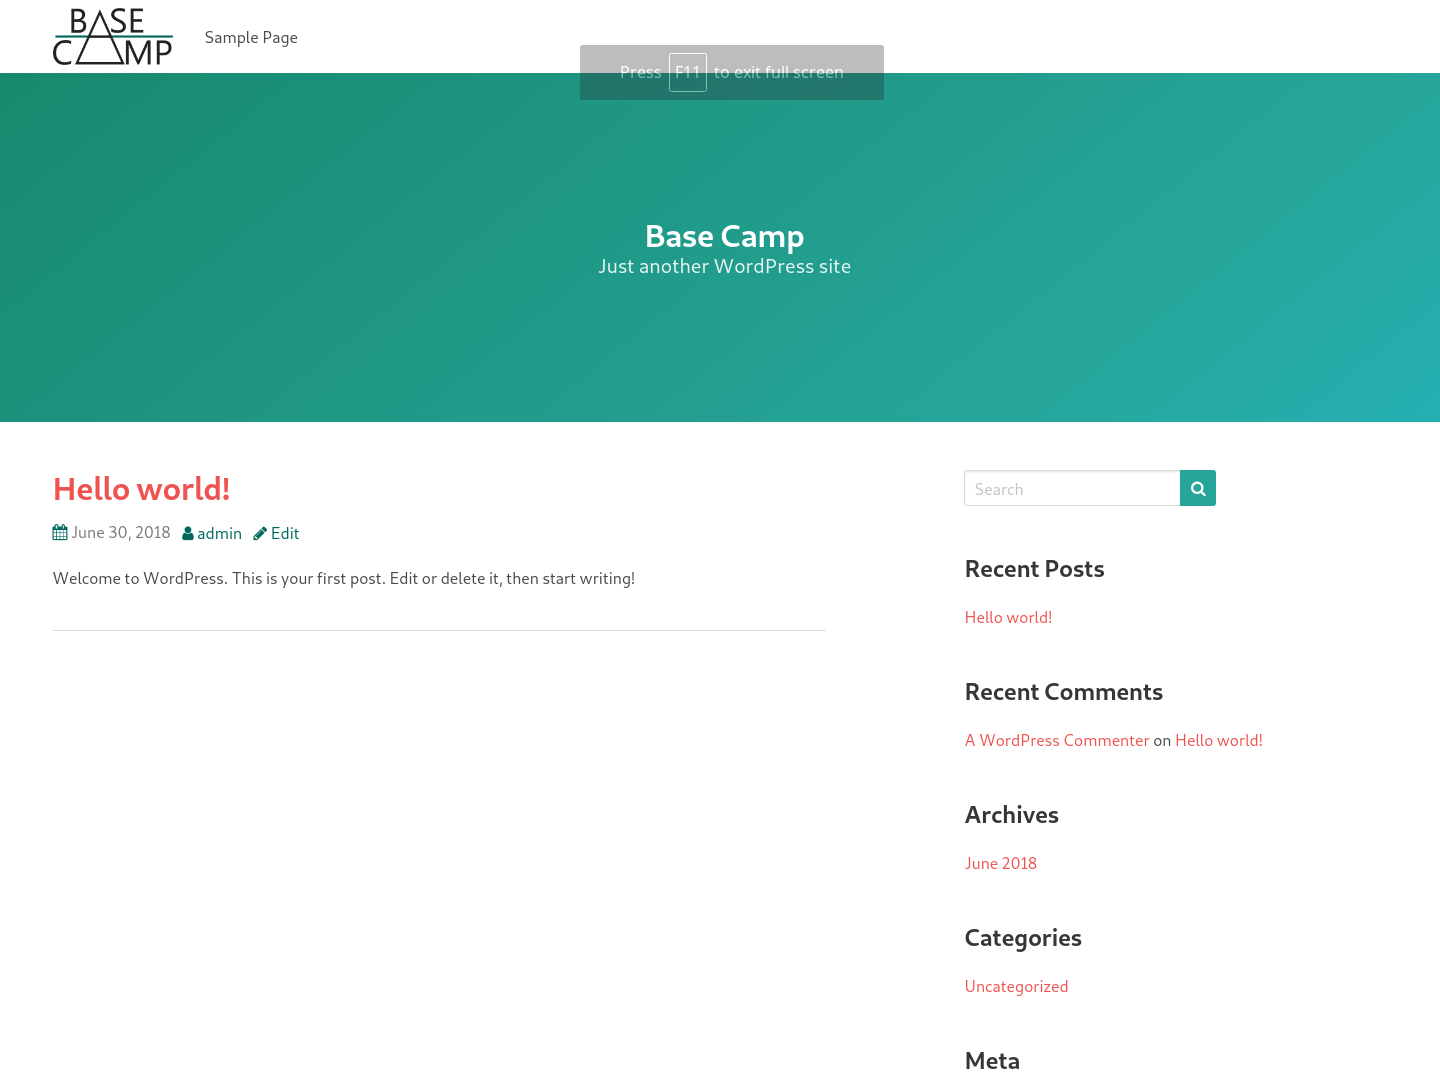 BASE
CAMP
Sample Page
Press F11 to exit full screen
Base Camp
Just another WordPress site
Hello world!
June 30, 2018 admin Edit
Welcome to WordPress. This is your first post. Edit or delete it, then start writing!
Search
Recent Posts
Hello world!
Recent Comments
A WordPress Commenter on Hello world!
Archives
June 2018
Categories
Uncategorized
Meta